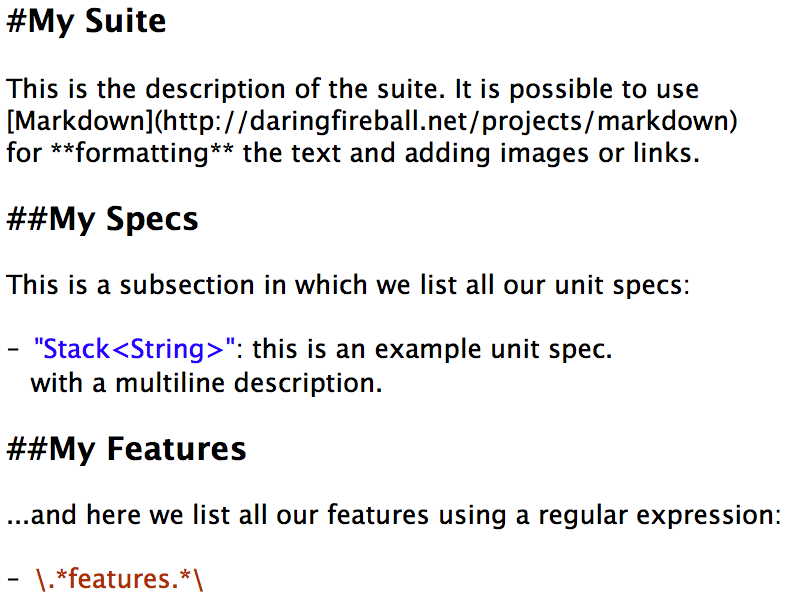 #My Suite
This is the description of the suite. It is possible to use
[Markdown](http://daringfireball.net/projects/markdown)
for **formatting** the text and adding images or links.
##My Specs
This is a subsection in which we list all our unit specs:
- "Stack<String>": this is an example unit spec.
with a multiline description.
##My Features
...and here we list all our features using a regular expression:
- \.*features.*\